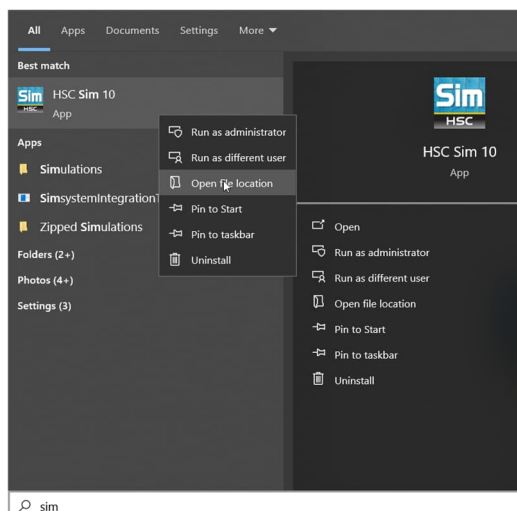 All Apps Documents Settings More
Best match
Sim
HSC
HSC Sim 10
App
Apps
Simulations
SimsystemIntegrationT
Zipped Simulations
Folders (2+)
Photos (4+)
Settings (3)
Run as administrator
Run as different user
Open file location
Pin to Start
Pin to taskbar
Uninstall
Sim
HSC
HSC Sim 10
App
Open
Run as administrator
Run as different user
Open file location
Pin to Start
Pin to taskbar
Uninstall
sim